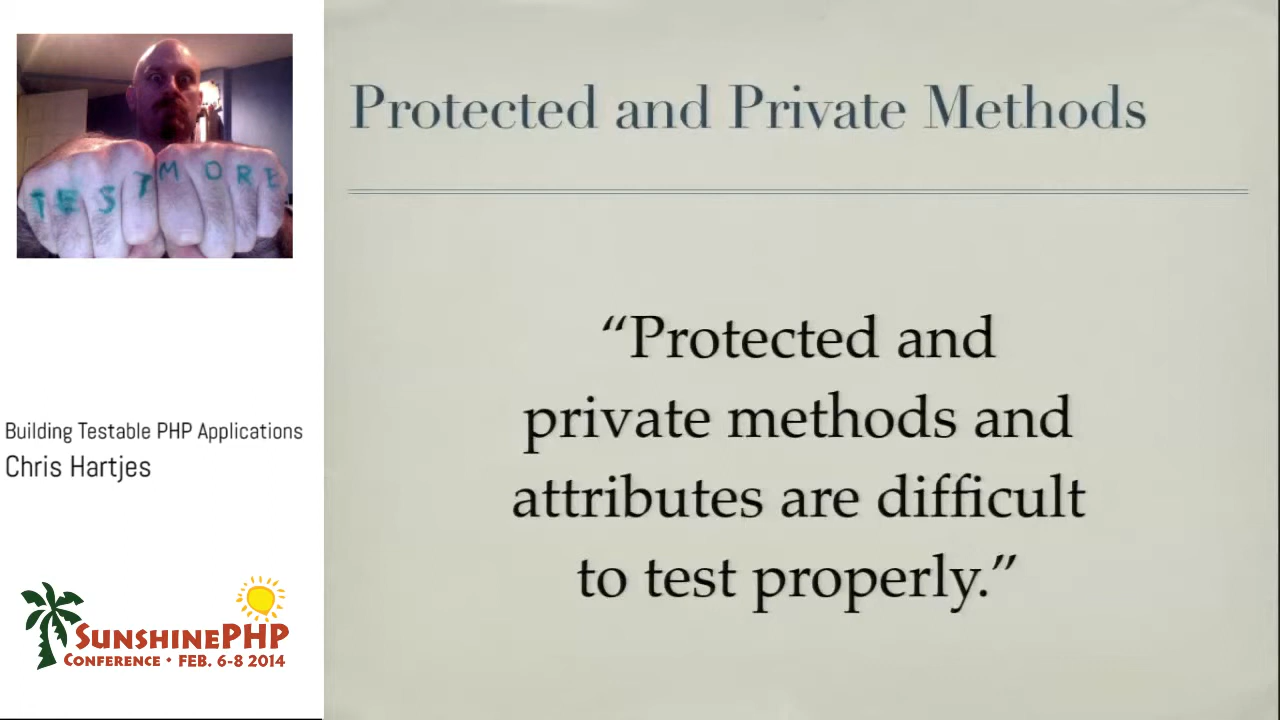 TEST MORE
Protected and Private Methods
“Protected and
private methods and
attributes are difficult
to test properly.”
Building Testable PHP Applications
Chris Hartjes
SUNSHINEPHP
CONFERENCE • FEB. 6-8 2014